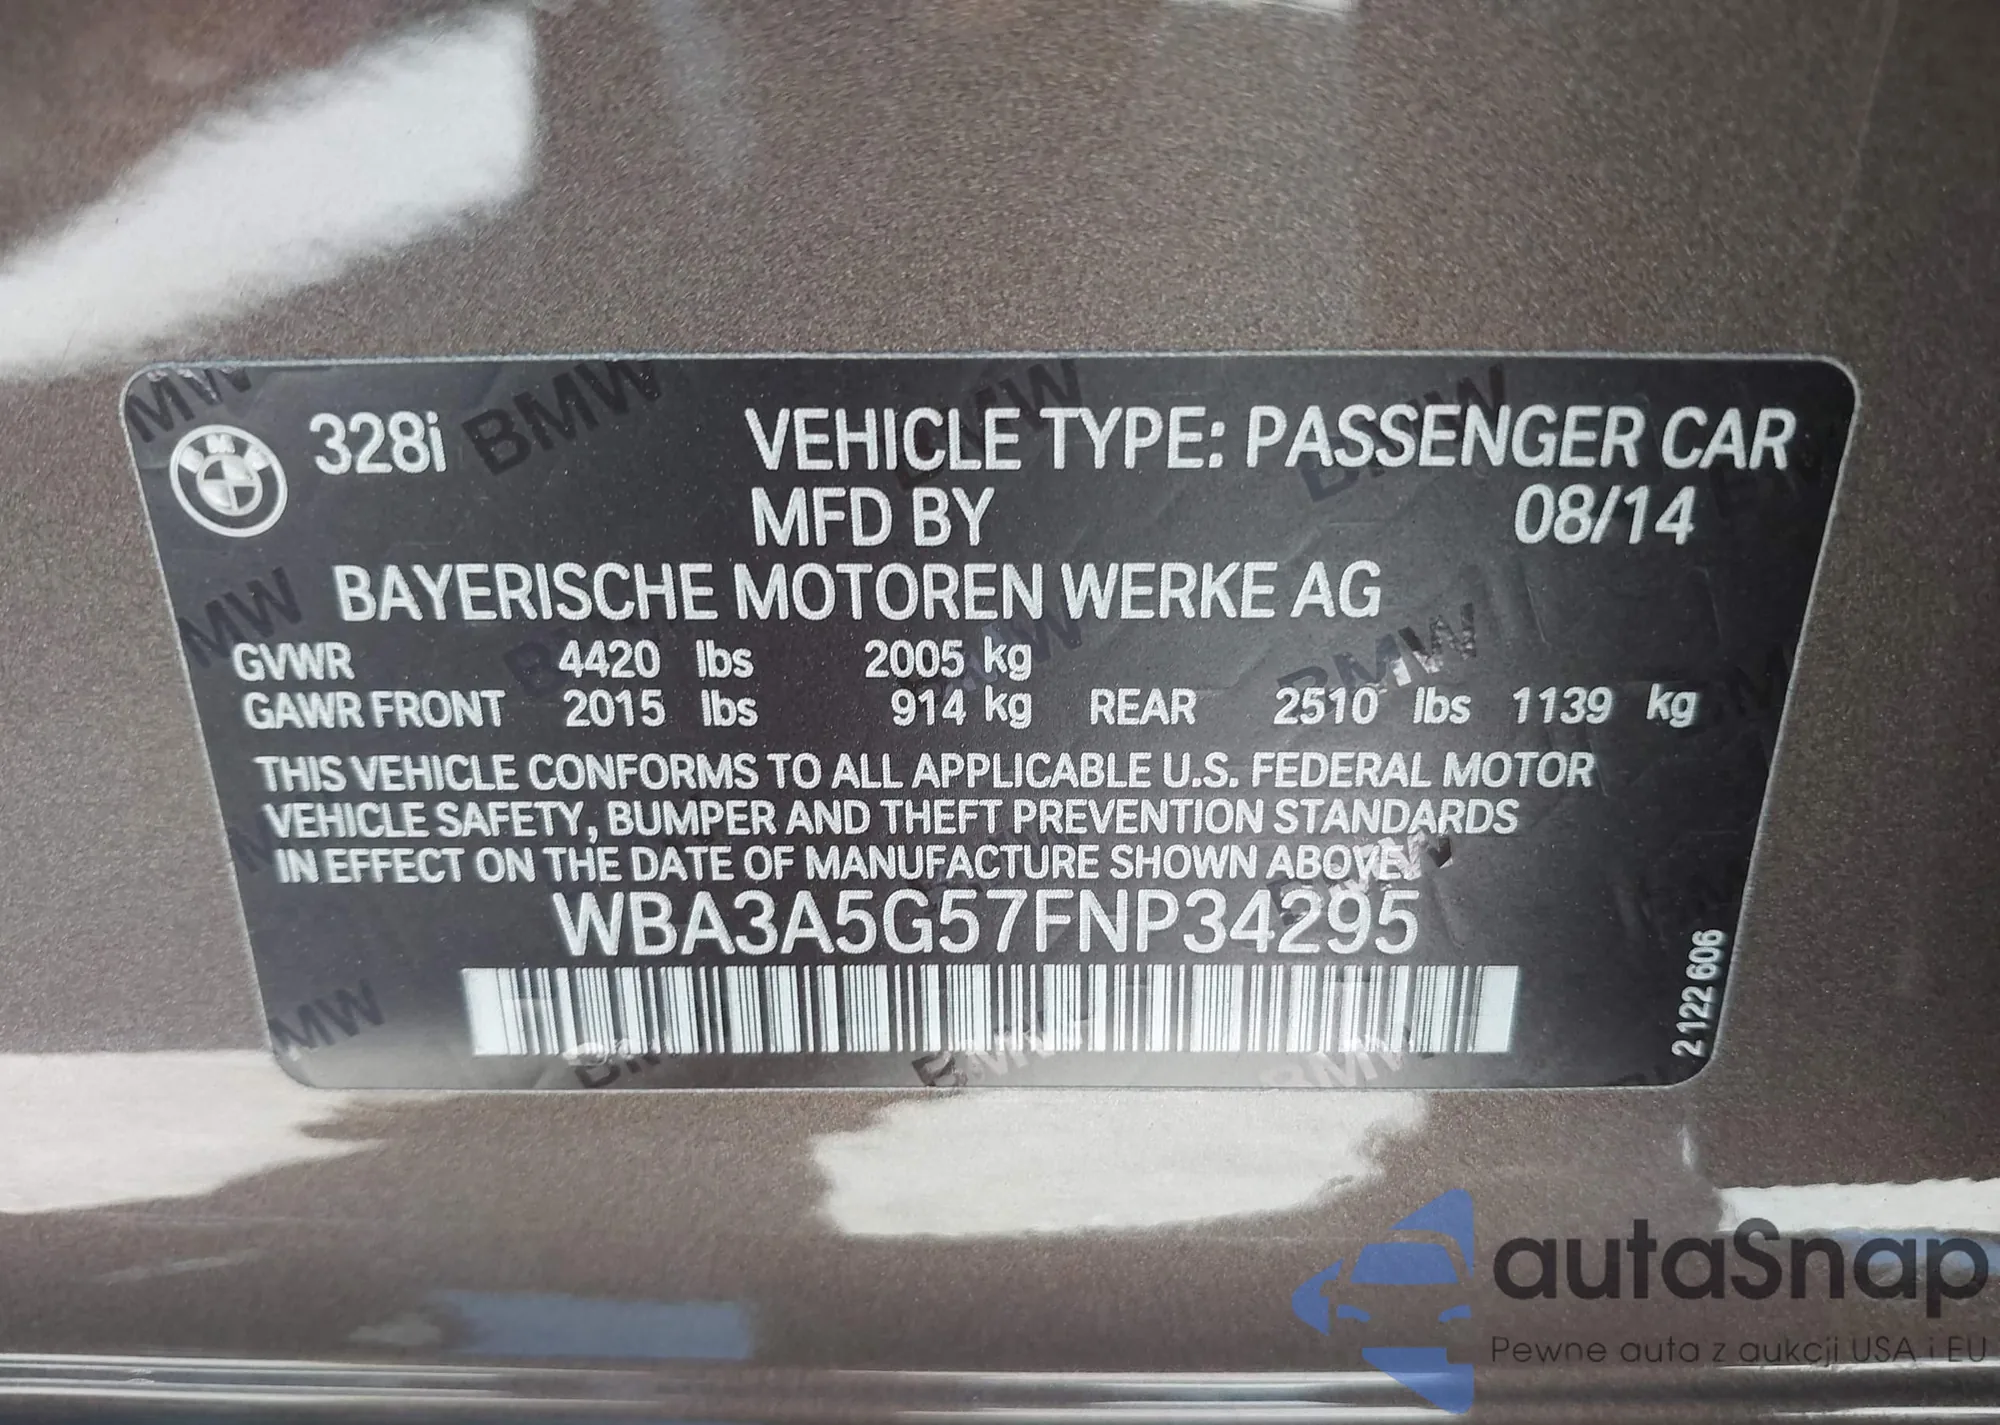 328i VEHICLE TYPE: PASSENGER CAR
MFD BY 08/14
BAYERISCHE MOTOREN WERKE AG
GVWR 4420 lbs 2005 kg
GAWR FRONT 2015 lbs 914 kg REAR 2510 lbs 1139 kg
THIS VEHICLE CONFORMS TO ALL APPLICABLE U.S. FEDERAL MOTOR
VEHICLE SAFETY, BUMPER AND THEFT PREVENTION STANDARDS
IN EFFECT ON THE DATE OF MANUFACTURE SHOWN ABOVE.
WBA3A5G57FNP34295
2 122 606
autaSnap
Pewne auta z aukcji USA i EU